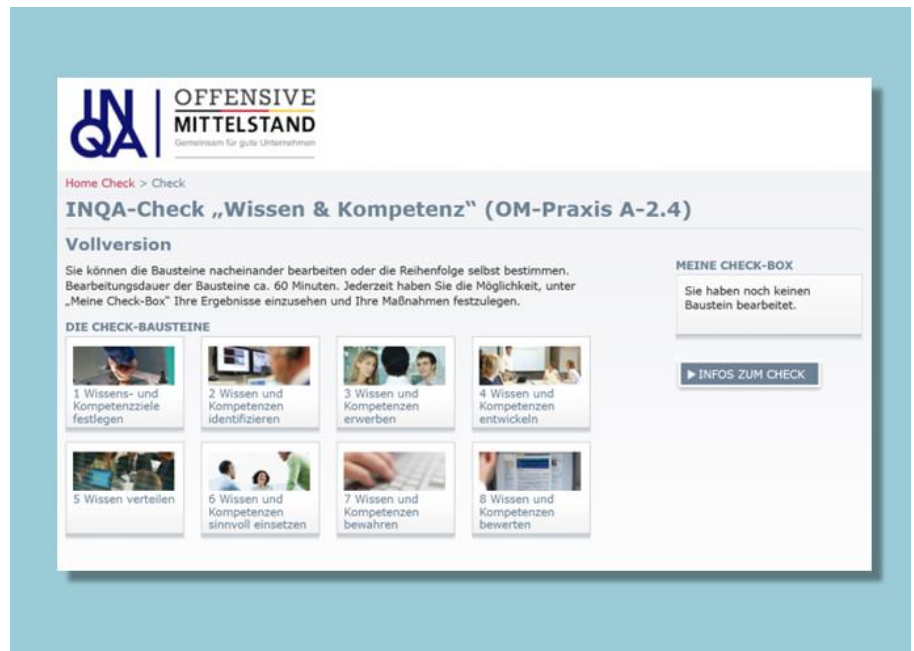 INQA
OFFENSIVE
MITTELSTAND
Gemeinsam für gute Unternehmen
Home Check > Check
INQA-Check „Wissen & Kompetenz“ (OM-Praxis A-2.4)
Vollversion
Sie können die Bausteine nacheinander bearbeiten oder die Reihenfolge selbst bestimmen.
Bearbeitungsdauer der Bausteine ca. 60 Minuten. Jederzeit haben Sie die Möglichkeit, unter
„Meine Check-Box“ Ihre Ergebnisse einzusehen und Ihre Maßnahmen festzulegen.
DIE CHECK-BAUSTEINE
1 Wissens- und
Kompetenzziele
festlegen
2 Wissen und
Kompetenzen
identifizieren
3 Wissen und
Kompetenzen
erwerben
4 Wissen und
Kompetenzen
entwickeln
5 Wissen verteilen
6 Wissen und
Kompetenzen
sinnvoll einsetzen
7 Wissen und
Kompetenzen
bewahren
8 Wissen und
Kompetenzen
bewerten
MEINE CHECK-BOX
Sie haben noch keinen
Baustein bearbeitet.
▶ INFOS ZUM CHECK